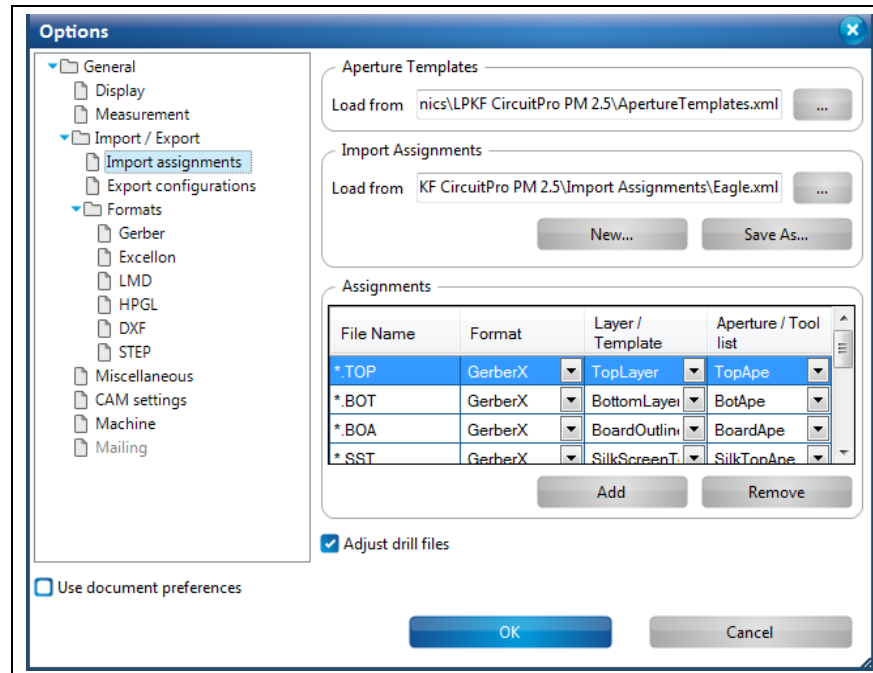 Options
General
Display
Measurement
Import / Export
Import assignments
Export configurations
Formats
Gerber
Excellon
LMD
HPGL
DXF
STEP
Miscellaneous
CAM settings
Machine
Mailing
Use document preferences
Aperture Templates
Load from nics\LPKF CircuitPro PM 2.5\ApertureTemplates.xml ...
Import Assignments
Load from KF CircuitPro PM 2.5\Import Assignments\Eagle.xml ...
New... Save As...
Assignments
File Name Format Layer / Template Aperture / Tool list
*.TOP GerberX TopLayer TopApe
*.BOT GerberX BottomLayer BotApe
*.BOA GerberX BoardOutlin BoardApe
*.SST GerberX SilkScreenT SilkTopApe
Add Remove
Adjust drill files
OK Cancel